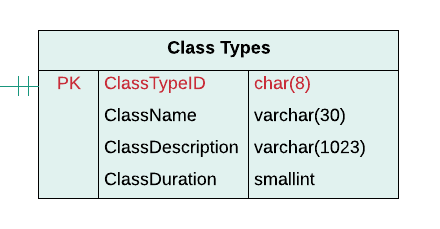 Class Types
PK ClassTypeID char(8)
ClassName varchar(30)
ClassDescription varchar(1023)
ClassDuration smallint